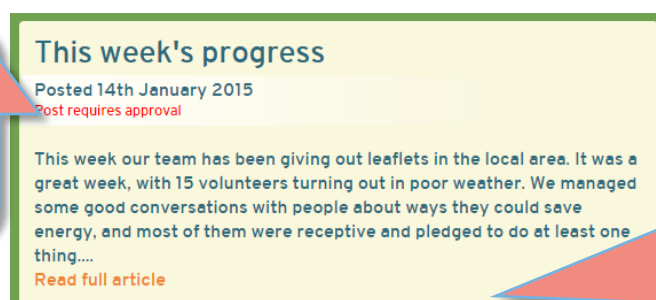 This week's progress
Posted 14th January 2015
Post requires approval
This week our team has been giving out leaflets in the local area. It was a
great week, with 15 volunteers turning out in poor weather. We managed
some good conversations with people about ways they could save
energy, and most of them were receptive and pledged to do at least one
thing....
Read full article